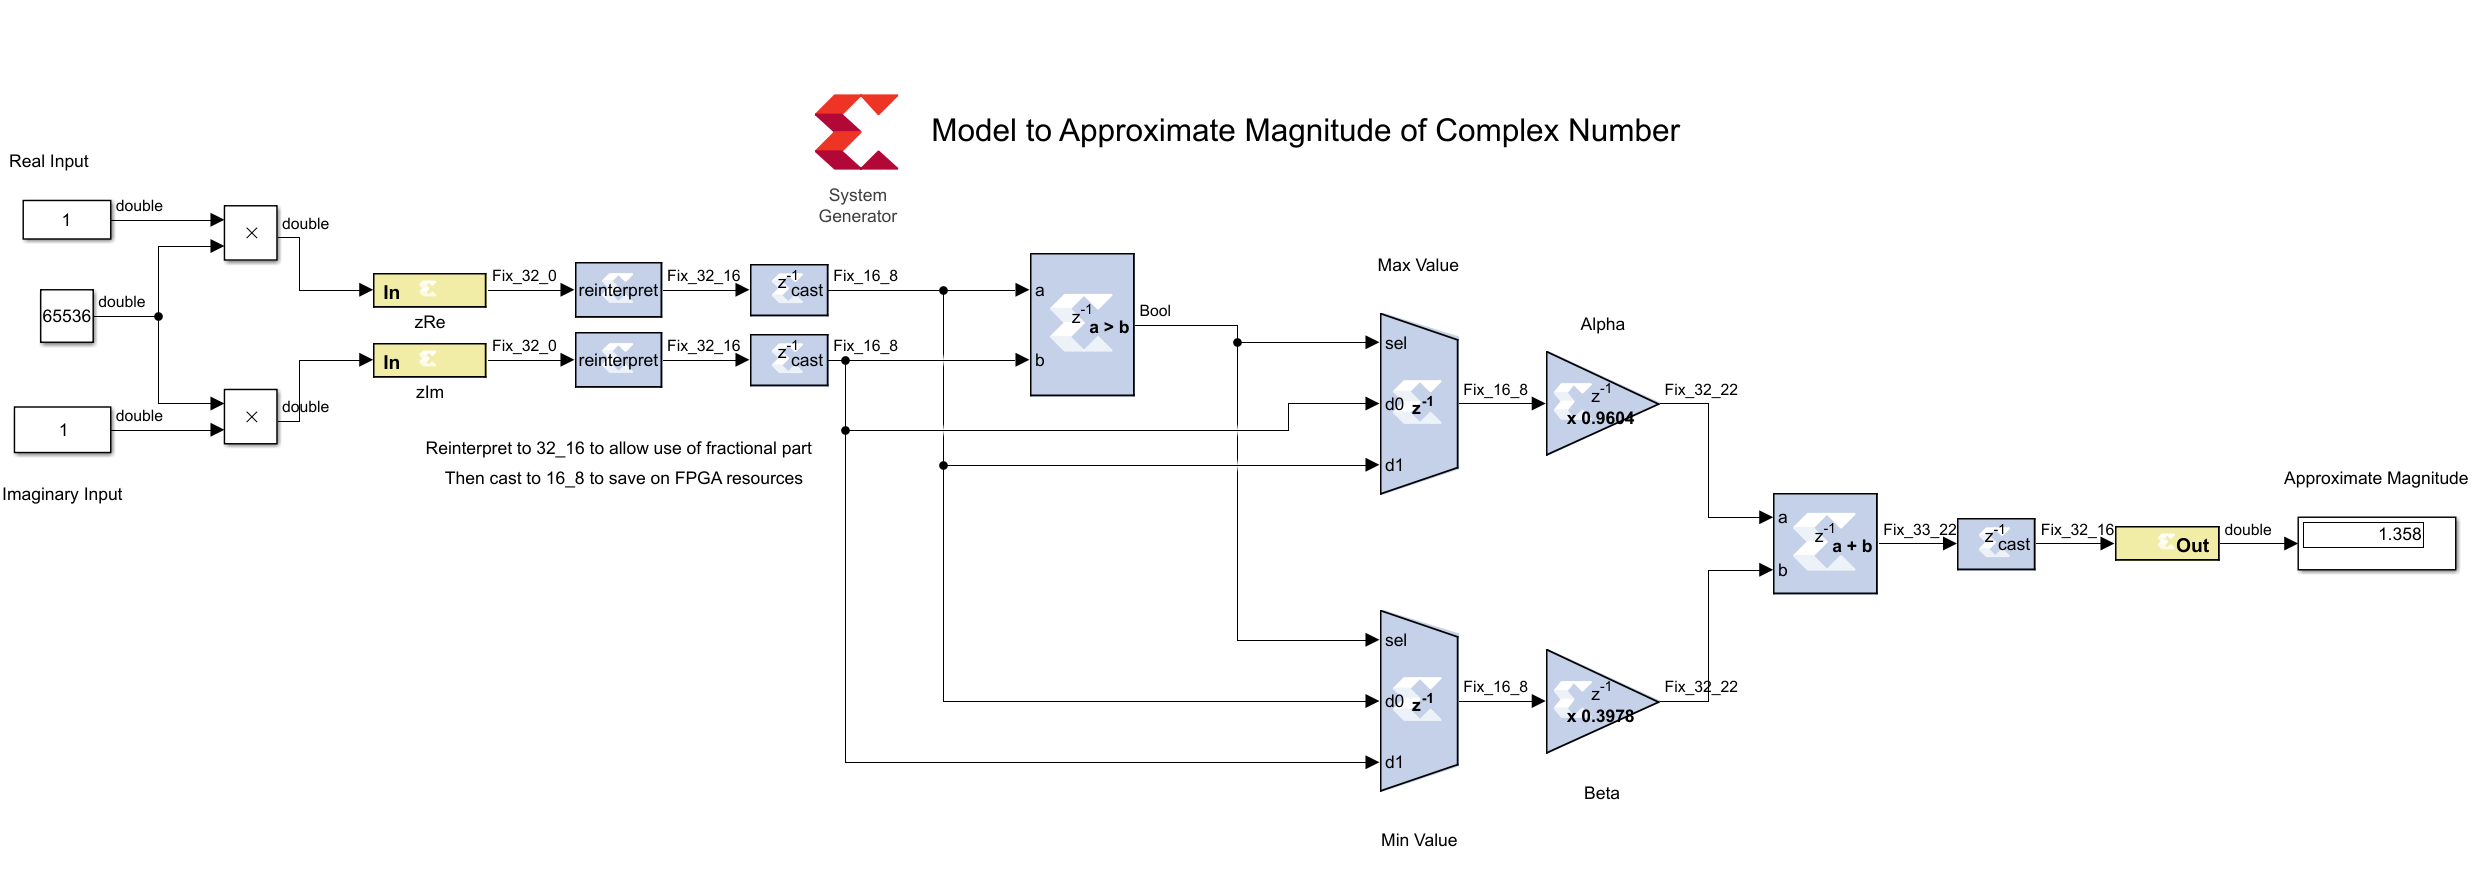 Model to Approximate Magnitude of Complex Number
System
Generator
Real Input
1
double
×
double
65536
double
1
double
×
double
Imaginary Input
In
zRe
Fix_32_0
reinterpret
Fix_32_16
z-1
cast
Fix_16_8
In
zIm
Fix_32_0
reinterpret
Fix_32_16
z-1
cast
Fix_16_8
Reinterpret to 32_16 to allow use of fractional part
Then cast to 16_8 to save on FPGA resources
a
b
z-1
a > b
Bool
Max Value
sel
d0
z-1
d1
Fix_16_8
Alpha
z-1
x 0.9604
Fix_32_22
sel
d0
z-1
d1
Min Value
Fix_16_8
z-1
x 0.3978
Beta
Fix_32_22
a
b
z-1
a + b
Fix_33_22
z-1
cast
Fix_32_16
Out
double
Approximate Magnitude
1.358